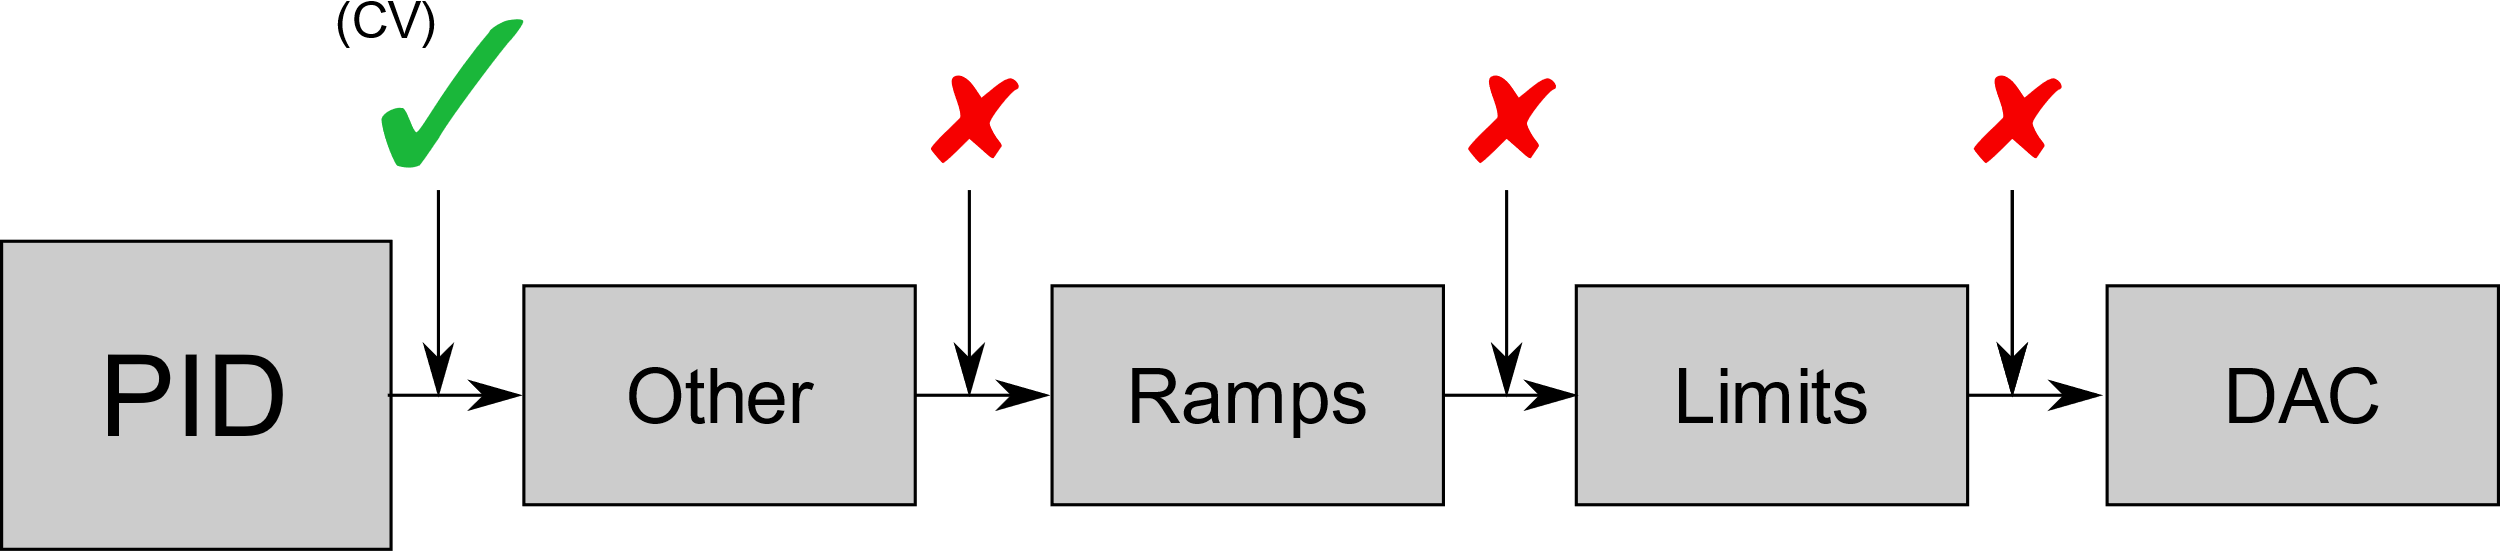 (CV)
PID
Other
Ramps
Limits
DAC